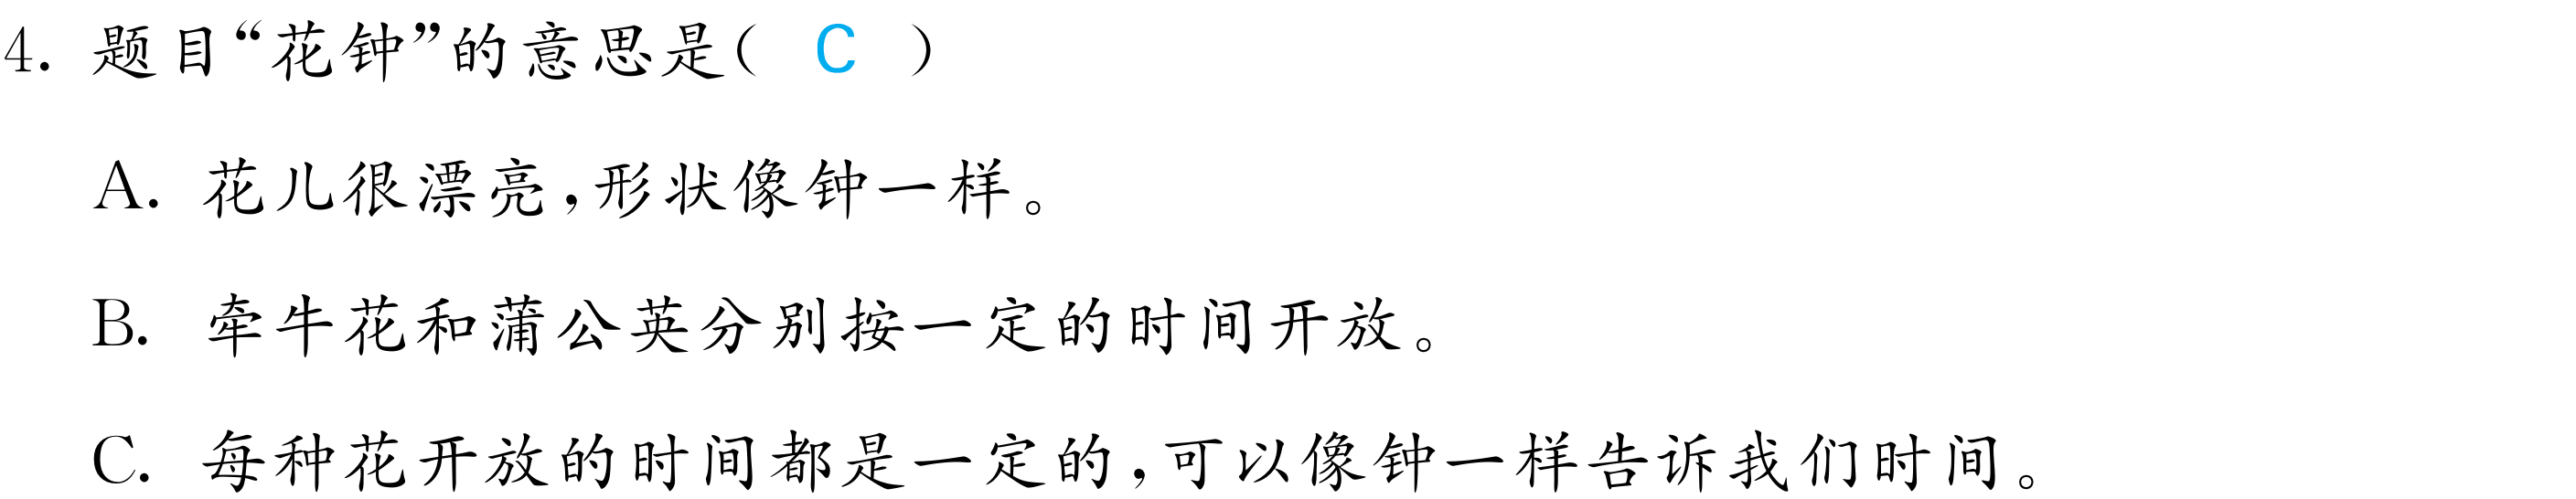 4. 题目“花钟”的意思是( C )
A. 花儿很漂亮,形状像钟一样。
B. 牵牛花和蒲公英分别按一定的时间开放。
C. 每种花开放的时间都是一定的,可以像钟一样告诉我们时间。